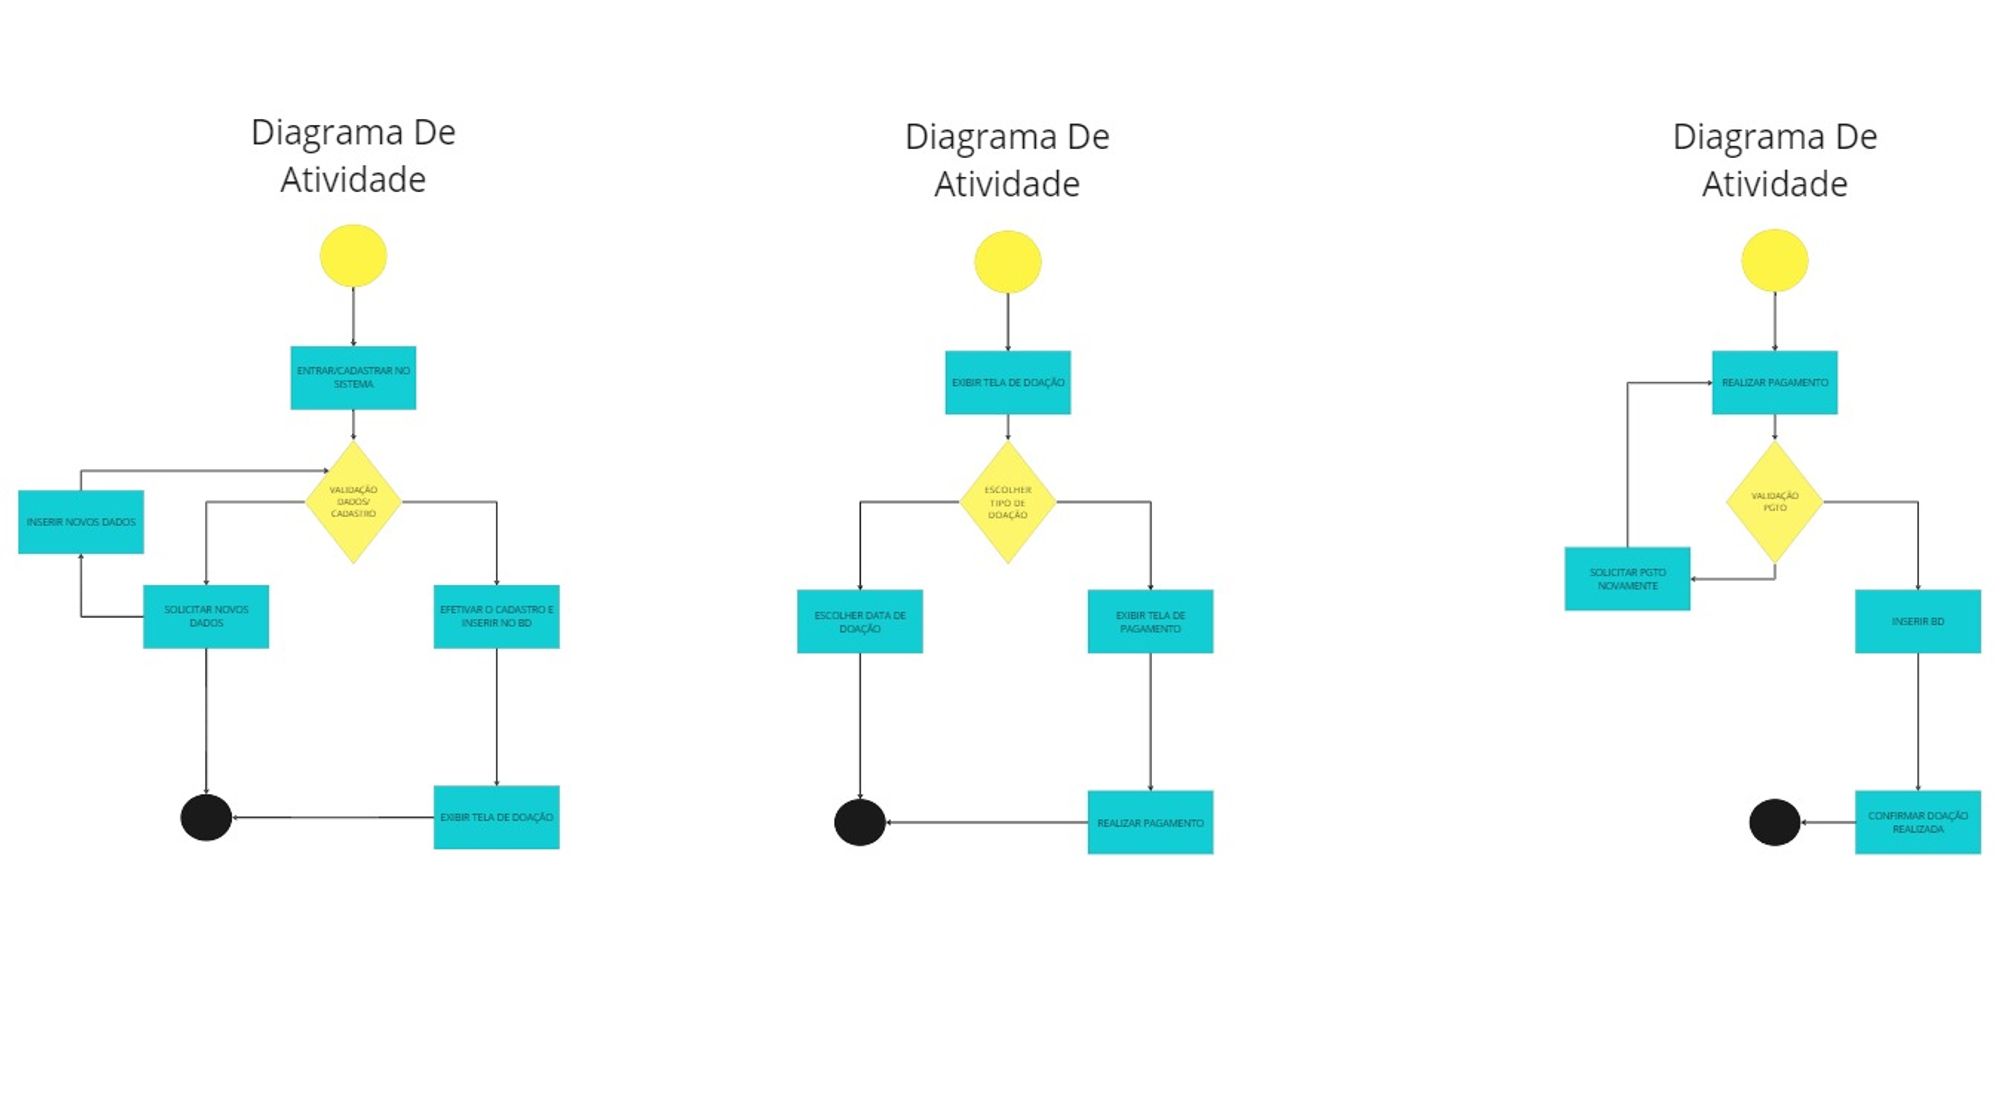 Diagrama De
Atividade
ENTRAR/CADASTRAR NO
SISTEMA
VALIDAÇÃO
DADOS/
CADASTRO
INSERIR NOVOS DADOS
SOLICITAR NOVOS
DADOS
EFETIVAR O CADASTRO E
INSERIR NO BD
EXIBIR TELA DE DOAÇÃO
Diagrama De
Atividade
EXIBIR TELA DE DOAÇÃO
ESCOLHER
TIPO DE
DOAÇÃO
ESCOLHER DATA DE
DOAÇÃO
EXIBIR TELA DE
PAGAMENTO
REALIZAR PAGAMENTO
Diagrama De
Atividade
REALIZAR PAGAMENTO
VALIDAÇÃO
PGTO
SOLICITAR PGTO
NOVAMENTE
INSERIR BD
CONFIRMAR DOAÇÃO
REALIZADA